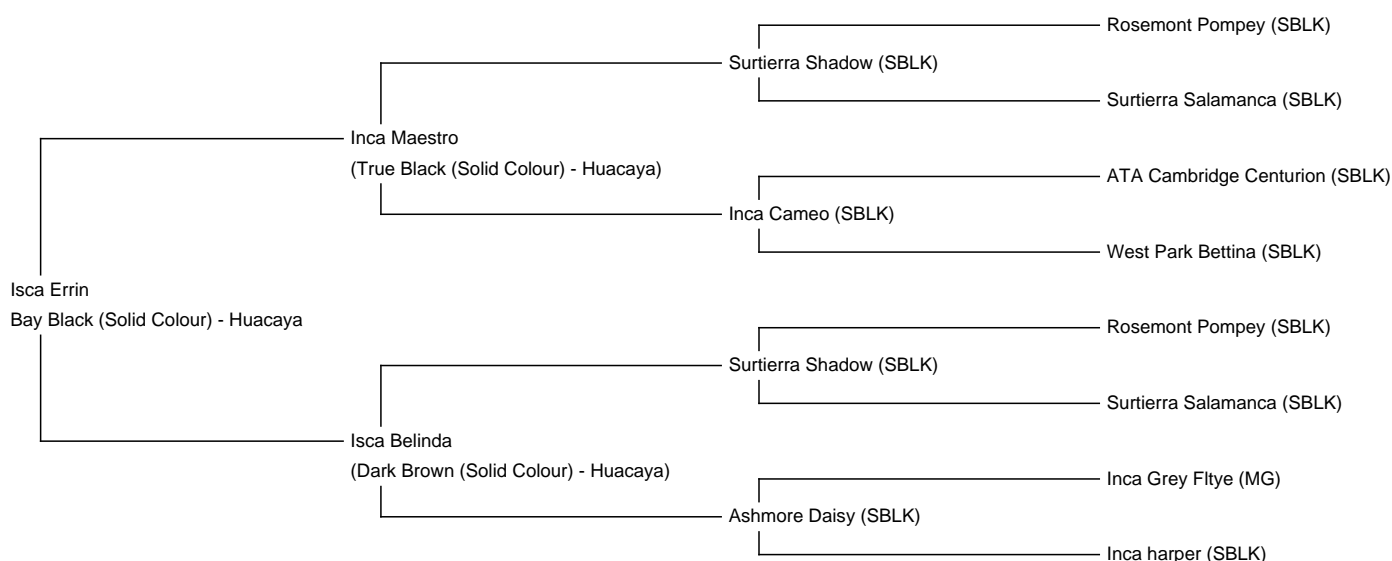 Rosemont Pompey (SBLK)
Surtierra Shadow (SBLK)
Surtierra Salamanca (SBLK)
Inca Maestro
(True Black (Solid Colour) - Huacaya)
ATA Cambridge Centurion (SBLK)
Inca Cameo (SBLK)
West Park Bettina (SBLK)
Isca Errin
Bay Black (Solid Colour) - Huacaya
Rosemont Pompey (SBLK)
Surtierra Shadow (SBLK)
Surtierra Salamanca (SBLK)
Isca Belinda
(Dark Brown (Solid Colour) - Huacaya)
Inca Grey Fltye (MG)
Ashmore Daisy (SBLK)
Inca harper (SBLK)